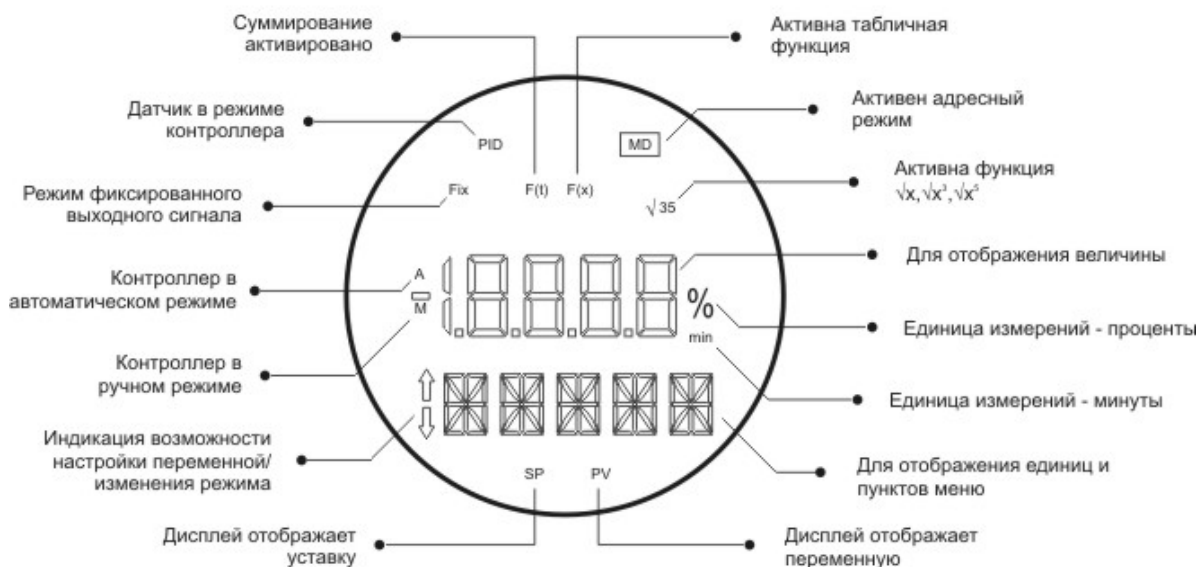 Суммирование
активировано
Активна табличная
функция
Датчик в режиме
контроллера
PID
MD
Активен адресный
режим
Режим фиксированного
выходного сигнала
Fix
F(t)
F(x)
√35
Активна функция
√x,√x³,√x⁵
Контроллер в
автоматическом режиме
A
M
Для отображения величины
%
min
Единица измерений - проценты
Контроллер в
ручном режиме
Единица измерений - минуты
Индикация возможности
настройки переменной/
изменения режима
SP
PV
Для отображения единиц и
пунктов меню
Дисплей отображает
уставку
Дисплей отображает
переменную